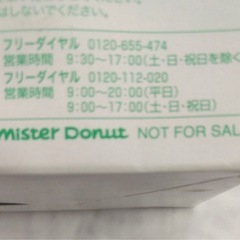 はしないでください。
フリーダイヤル 0120-655-474
営業時間 9:30～17:00(土・日・祝日を除く
フリーダイヤル 0120-112-020
営業時間 9:00～20:00(平日)
9:00～17:00(土・日・祝日)
mister Donut NOT FOR SAL